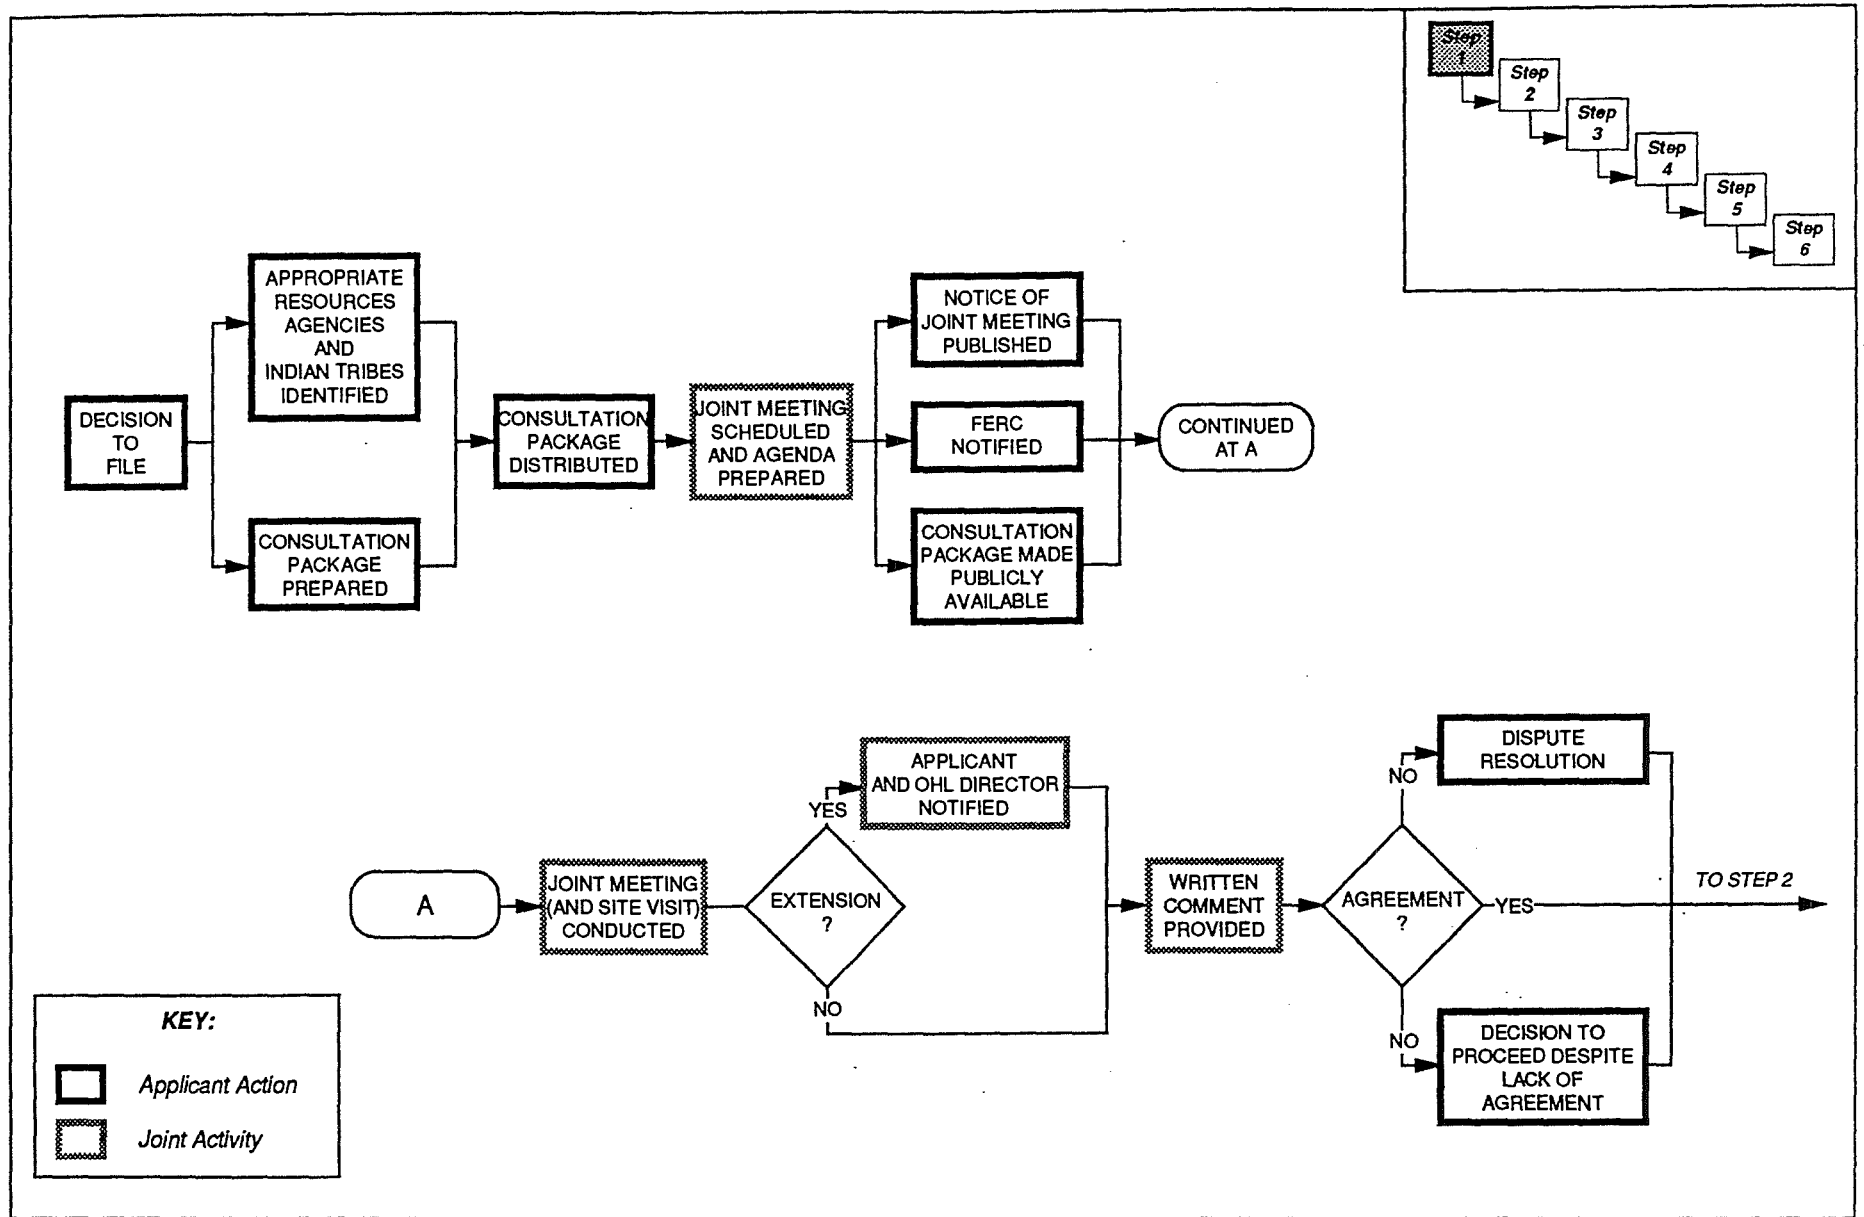 Step
1
Step
2
Step
3
Step
4
Step
5
Step
6
APPROPRIATE
RESOURCES
AGENCIES
AND
INDIAN TRIBES
IDENTIFIED
DECISION
TO
FILE
CONSULTATION
PACKAGE
PREPARED
CONSULTATION
PACKAGE
DISTRIBUTED
JOINT MEETING
SCHEDULED
AND AGENDA
PREPARED
NOTICE OF
JOINT MEETING
PUBLISHED
FERC
NOTIFIED
CONSULTATION
PACKAGE MADE
PUBLICLY
AVAILABLE
CONTINUED
AT A
A
JOINT MEETING
(AND SITE VISIT)
CONDUCTED
EXTENSION
?
YES
APPLICANT
AND OHL DIRECTOR
NOTIFIED
NO
WRITTEN
COMMENT
PROVIDED
AGREEMENT
?
NO
DISPUTE
RESOLUTION
YES
TO STEP 2
NO
DECISION TO
PROCEED DESPITE
LACK OF
AGREEMENT
KEY:
Applicant Action
Joint Activity